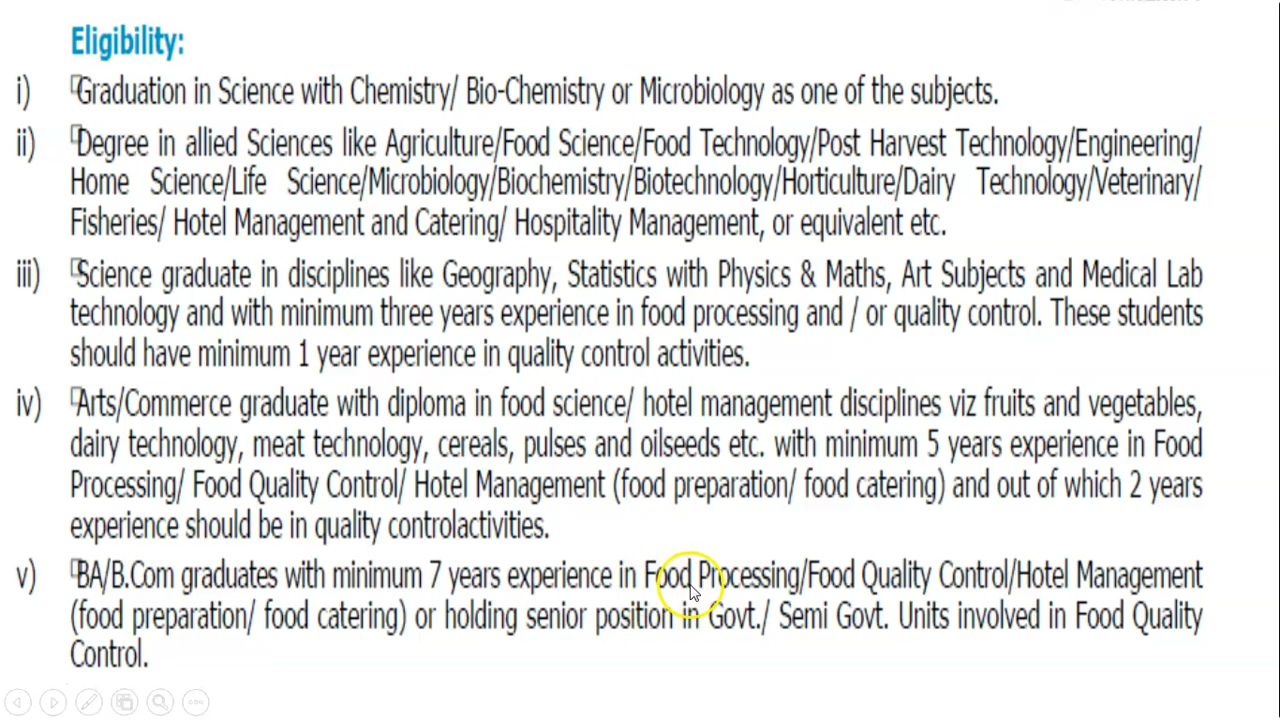 Eligibility:
i) Graduation in Science with Chemistry/ Bio-Chemistry or Microbiology as one of the subjects.
ii) Degree in allied Sciences like Agriculture/Food Science/Food Technology/Post Harvest Technology/Engineering/
Home Science/Life Science/Microbiology/Biochemistry/Biotechnology/Horticulture/Dairy Technology/Veterinary/
Fisheries/ Hotel Management and Catering/ Hospitality Management, or equivalent etc.
iii) Science graduate in disciplines like Geography, Statistics with Physics & Maths, Art Subjects and Medical Lab
technology and with minimum three years experience in food processing and / or quality control. These students
should have minimum 1 year experience in quality control activities.
iv) Arts/Commerce graduate with diploma in food science/ hotel management disciplines viz fruits and vegetables,
dairy technology, meat technology, cereals, pulses and oilseeds etc. with minimum 5 years experience in Food
Processing/ Food Quality Control/ Hotel Management (food preparation/ food catering) and out of which 2 years
experience should be in quality controlactivities.
v) BA/B.Com graduates with minimum 7 years experience in Food Processing/Food Quality Control/Hotel Management
(food preparation/ food catering) or holding senior position in Govt./ Semi Govt. Units involved in Food Quality
Control.